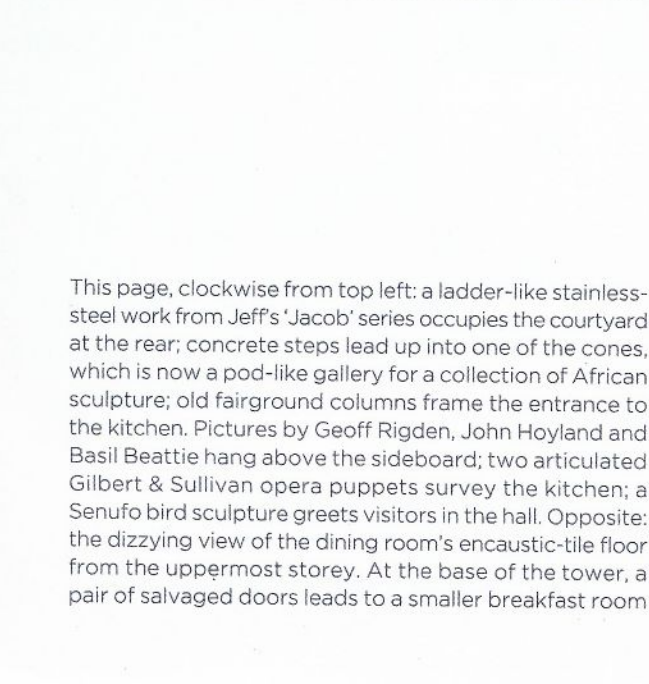 This page, clockwise from top left: a ladder-like stainless-
steel work from Jeff's ‘Jacob’ series occupies the courtyard
at the rear; concrete steps lead up into one of the cones,
which is now a pod-like gallery for a collection of African
sculpture; old fairground columns frame the entrance to
the kitchen. Pictures by Geoff Rigden, John Hoyland and
Basil Beattie hang above the sideboard; two articulated
Gilbert & Sullivan opera puppets survey the kitchen; a
Senufo bird sculpture greets visitors in the hall. Opposite:
the dizzying view of the dining room's encaustic-tile floor
from the uppermost storey. At the base of the tower, a
pair of salvaged doors leads to a smaller breakfast room